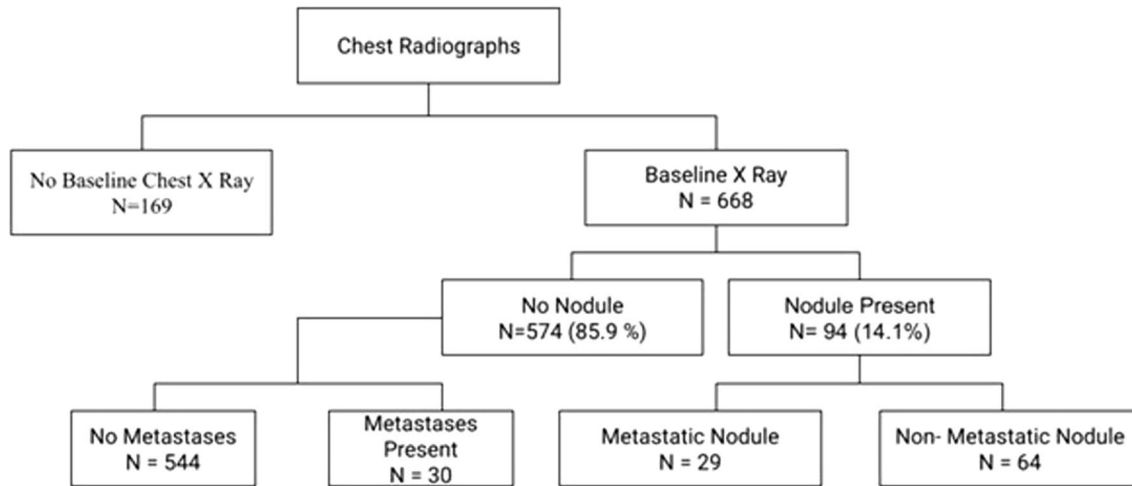 Chest Radiographs
No Baseline Chest X Ray
N=169
Baseline X Ray
N = 668
No Nodule
N=574 (85.9 %)
Nodule Present
N= 94 (14.1%)
No Metastases
N = 544
Metastases
Present
N = 30
Metastatic Nodule
N = 29
Non- Metastatic Nodule
N = 64